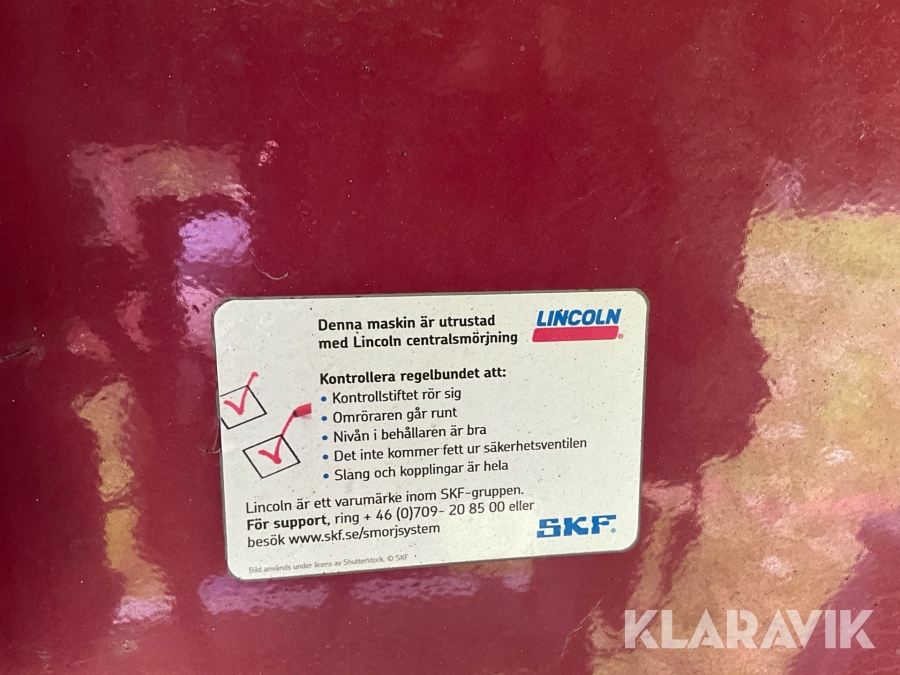 Denna maskin är utrustad
med Lincoln centralsmörjning
LINCOLN
Kontrollera regelbundet att:
• Kontrollstiftet rör sig
• Omröraren går runt
• Nivån i behållaren är bra
• Det inte kommer fett ur säkerhetsventilen
• Slang och kopplingar är hela
Lincoln är ett varumärke inom SKF-gruppen.
För support, ring + 46 (0)709- 20 85 00 eller
besök www.skf.se/smorjsystem
SKF
Bild används under licens av Shutterstock. © SKF
KLARAVIK